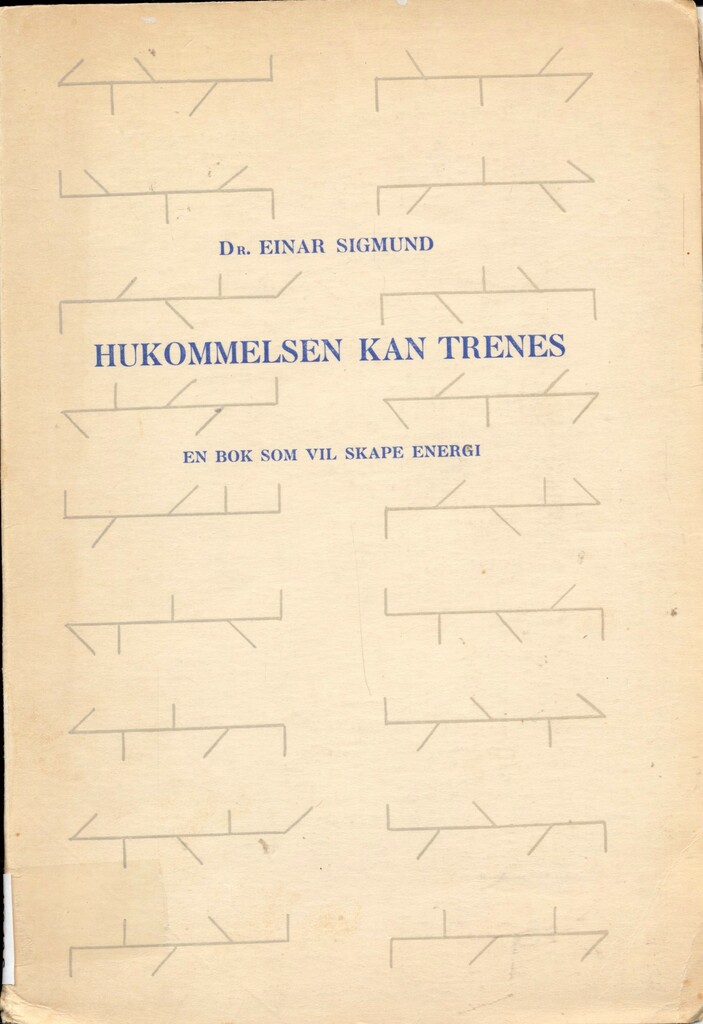 Dr. EINAR SIGMUND
HUKOMMELSEN KAN TRENES
EN BOK SOM VIL SKAPE ENERGI